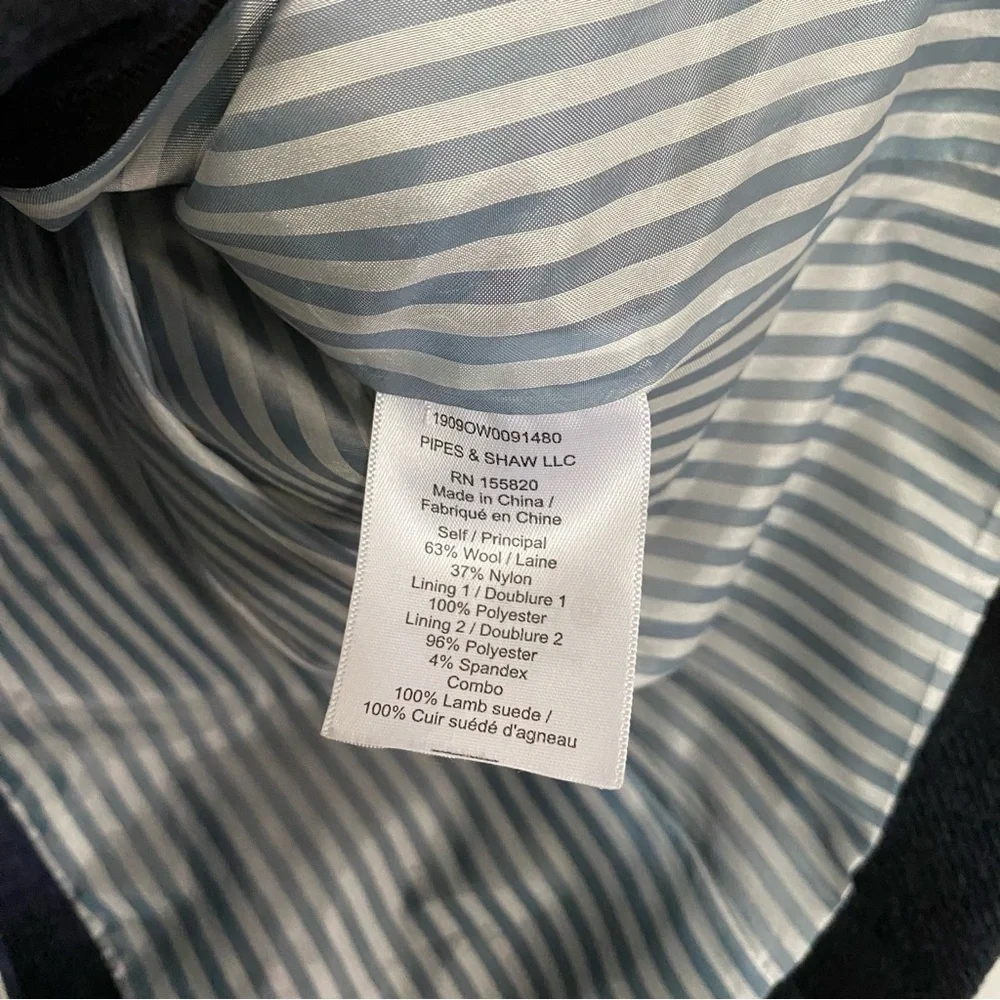 1909OW0091480
PIPES & SHAW LLC
RN 155820
Made in China /
Fabriqué en Chine
Self / Principal
63% Wool / Laine
37% Nylon
Lining 1 / Doublure 1
100% Polyester
Lining 2 / Doublure 2
96% Polyester
4% Spandex
Combo
100% Lamb suede /
100% Cuir suédé d'agneau